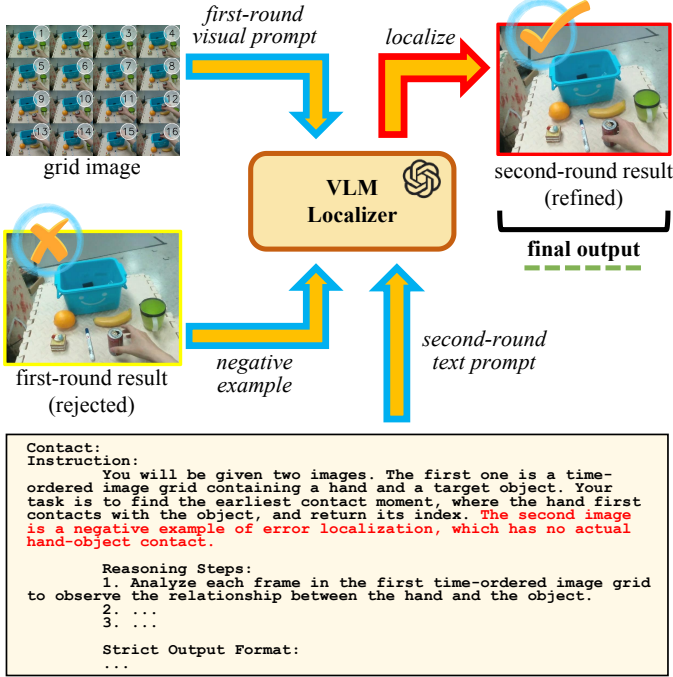 first-round
visual prompt
localize
1 2 3 4
5 6 7 8
9 10 11 12
13 14 15 16
grid image
VLM
Localizer
second-round result
(refined)
final output
first-round result
(rejected)
negative
example
second-round
text prompt
Contact:
Instruction:
You will be given two images. The first one is a time-
ordered image grid containing a hand and a target object. Your
task is to find the earliest contact moment, where the hand first
contacts with the object, and return its index. The second image
is a negative example of error localization, which has no actual
hand-object contact.
Reasoning Steps:
1. Analyze each frame in the first time-ordered image grid
to observe the relationship between the hand and the object.
2. ...
3. ...
Strict Output Format:
...